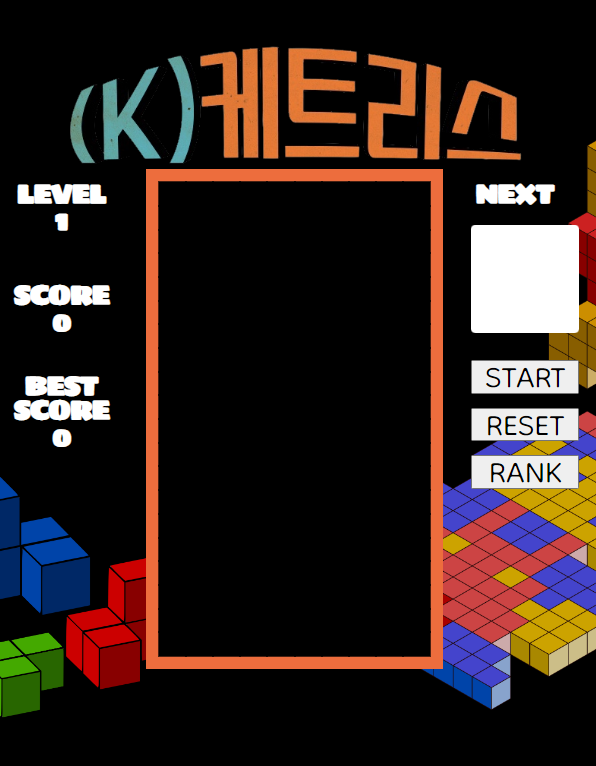 (K)케트리스
LEVEL
1
NEXT
SCORE
0
BEST
SCORE
0
START
RESET
RANK